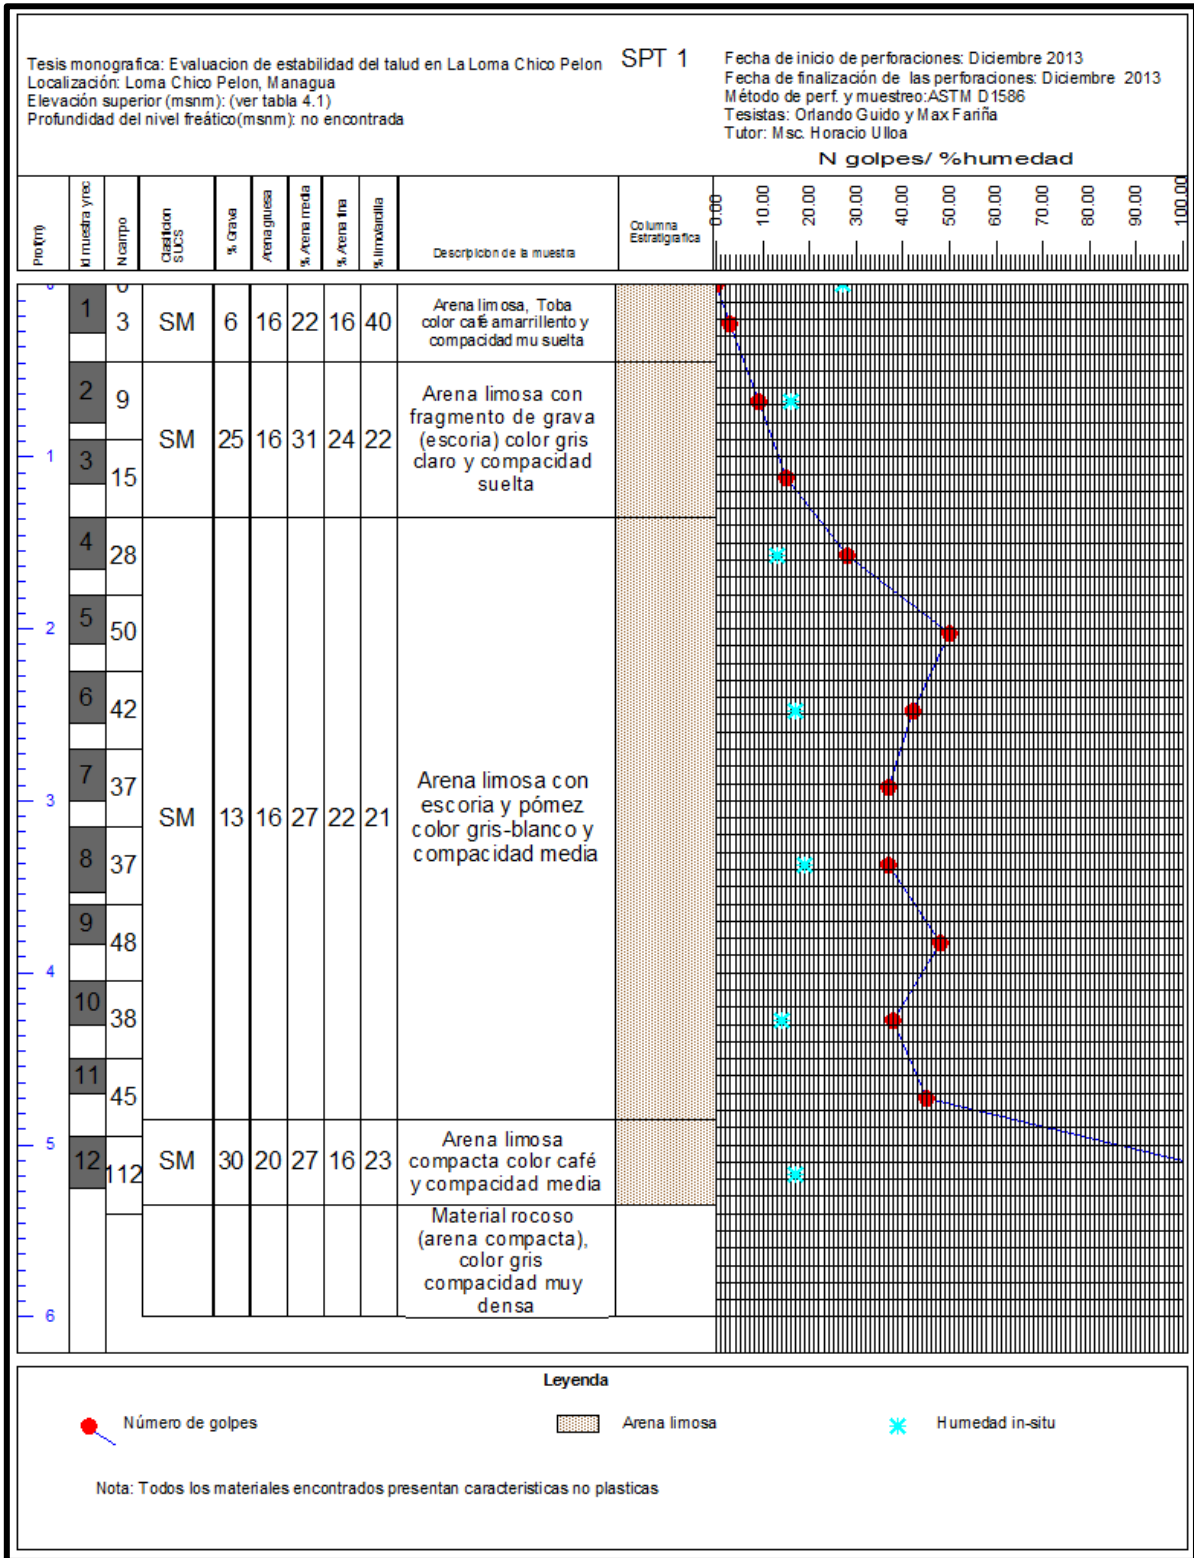 Tesis monografica: Evaluacion de estabilidad del talud en La Loma Chico Pelon
Localización: Loma Chico Pelon, Managua
Elevación superior (msnm): (ver tabla 4.1)
Profundidad del nivel freático(msnm): no encontrada
SPT 1
Fecha de inicio de perforaciones: Diciembre 2013
Fecha de finalización de las perforaciones: Diciembre 2013
Método de perf. y muestreo:ASTM D1586
Tesistas: Orlando Guido y Max Fariña
Tutor: Msc. Horacio Ulloa
N golpes/ %humedad
Prof(m)
Id muestra y rec
N campo
Clasificion
SUCS
% Grava
Arena gruesa
% Arena media
% Arena fina
% limo/arcilla
Descripicion de la muestra
Columna
Estratigrafica
0.00 10.00 20.00 30.00 40.00 50.00 60.00 70.00 80.00 90.00 100.00
0
1 3 SM 6 16 22 16 40
Arena limosa, Toba
color café amarrillento y
compacidad mu suelta
2 9
3 15
SM 25 16 31 24 22
Arena limosa con
fragmento de grava
(escoria) color gris
claro y compacidad
suelta
1
4 28
5 50
2
6 42
7 37
3
8 37
9 48
4
10 38
11 45
SM 13 16 27 22 21
Arena limosa con
escoria y pómez
color gris-blanco y
compacidad media
5
12 112 SM 30 20 27 16 23
Arena limosa
compacta color café
y compacidad media
Material rocoso
(arena compacta),
color gris
compacidad muy
densa
6
Leyenda
Número de golpes
Arena limosa
Humedad in-situ
Nota: Todos los materiales encontrados presentan caracteristicas no plasticas